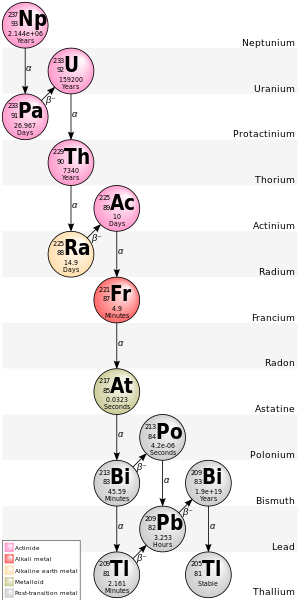 237
93
Np
2.144e+06
Years
Neptunium
α
233
92
U
159200
Years
Uranium
β⁻
233
91
Pa
26.967
Days
α
Protactinium
229
90
Th
7340
Years
Thorium
α
225
89
Ac
10
Days
Actinium
β⁻
225
88
Ra
14.9
Days
α
Radium
221
87
Fr
4.9
Minutes
Francium
α
Radon
217
85
At
0.0323
Seconds
Astatine
α
213
84
Po
4.2e-06
Seconds
Polonium
β⁻
213
83
Bi
45.59
Minutes
α
209
83
Bi
1.9e+19
Years
Bismuth
α
β⁻
209
82
Pb
3.253
Hours
α
Lead
β⁻
209
81
Tl
2.161
Minutes
205
81
Tl
Stable
Thallium
Actinide
Alkali metal
Alkaline earth metal
Metalloid
Post-transition metal